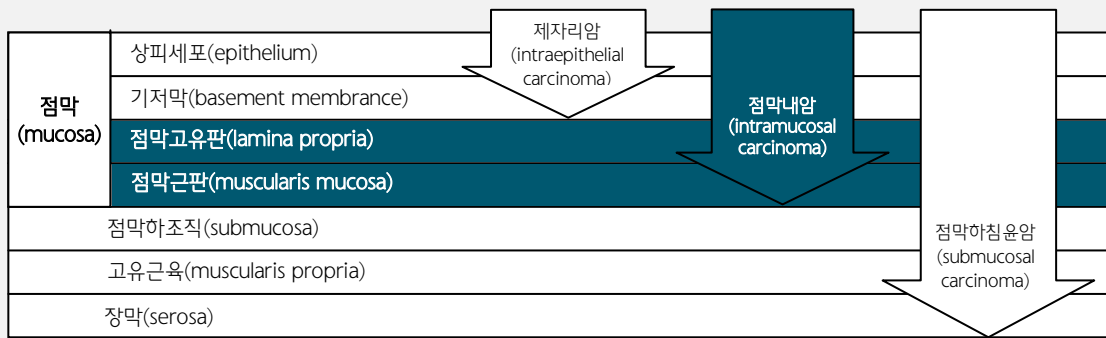 제자리암
(intraepithelial
carcinoma)
상피세포(epithelium)
기저막(basement membrance)
점막
(mucosa)
점막내암
(intramucosal
carcinoma)
점막고유판(lamina propria)
점막근판(muscularis mucosa)
점막하조직(submucosa)
점막하침윤암
(submucosal
carcinoma)
고유근육(muscularis propria)
장막(serosa)